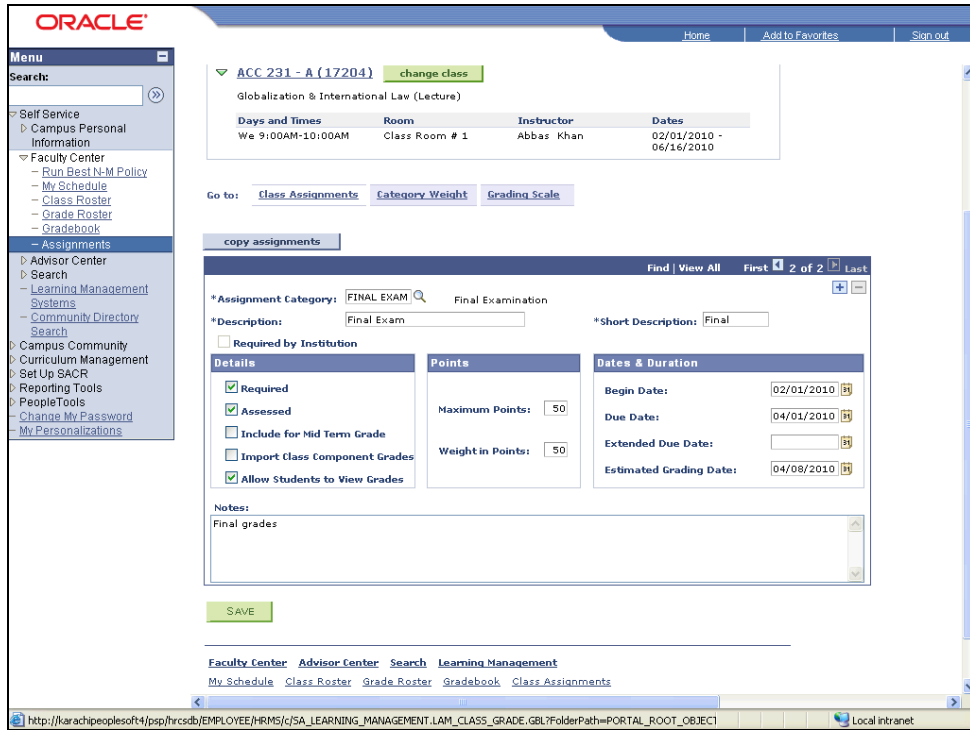 ORACLE'
Home Add to Favorites Sign out
Menu
Search:
Self Service
Campus Personal
Information
Faculty Center
Run Best N-M Policy
My Schedule
Class Roster
Grade Roster
Gradebook
Assignments
Advisor Center
Search
Learning Management
Systems
Community Directory
Search
Campus Community
Curriculum Management
Set Up SACR
Reporting Tools
PeopleTools
Change My Password
My Personalizations
ACC 231 - A (17204) change class
Globalization & International Law (Lecture)
Days and Times Room Instructor Dates
We 9:00AM-10:00AM Class Room # 1 Abbas Khan 02/01/2010 -
06/16/2010
Go to: Class Assignments Category Weight Grading Scale
copy assignments
Find | View All First 2 of 2 Last
*Assignment Category: FINAL EXAM Final Examination
*Description: Final Exam *Short Description: Final
Required by Institution
Details
Required
Assessed
Include for Mid Term Grade
Import Class Component Grades
Allow Students to View Grades
Points
Maximum Points: 50
Weight in Points: 50
Dates & Duration
Begin Date: 02/01/2010
Due Date: 04/01/2010
Extended Due Date:
Estimated Grading Date: 04/08/2010
Notes:
Final grades
SAVE
Faculty Center Advisor Center Search Learning Management
My Schedule Class Roster Grade Roster Gradebook Class Assignments
http://karachipeoplesoft4/psp/hrcsdb/EMPLOYEE/HRMS/c/SA_LEARNING_MANAGEMENT.LAM_CLASS_GRADE.GBL?FolderPath=PORTAL_ROOT_OBJECT Local intranet